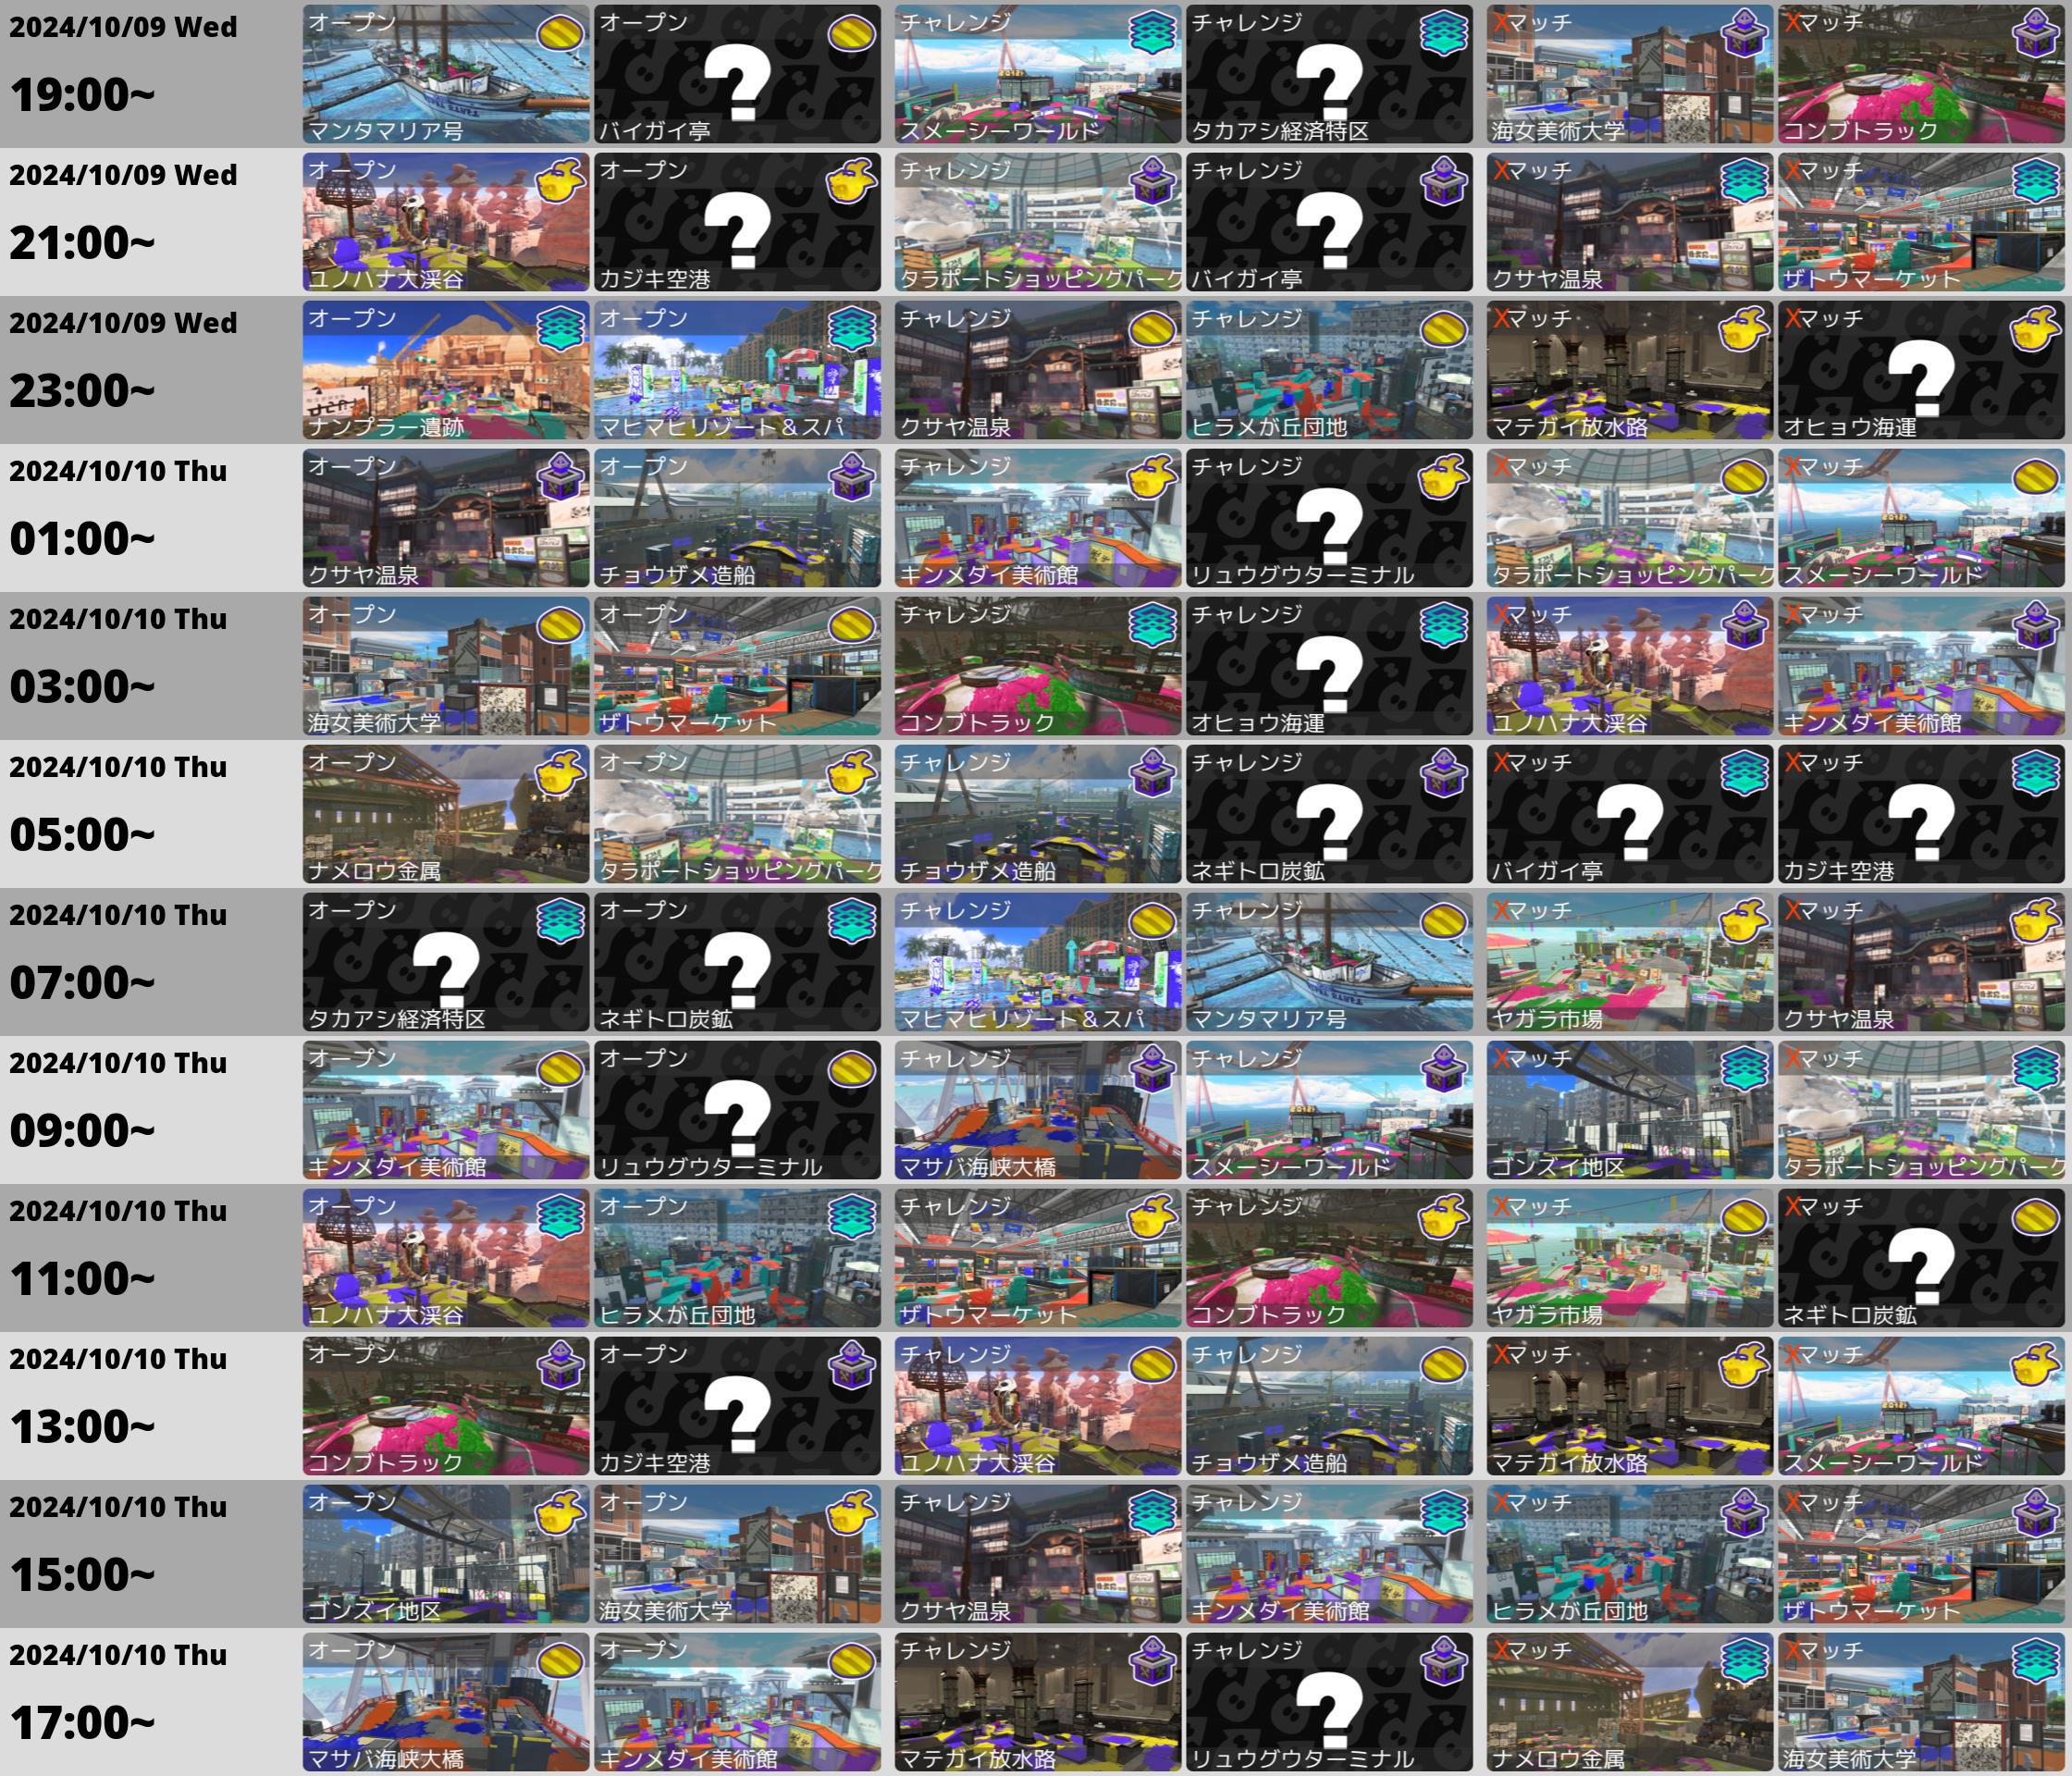 2024/10/09 Wed
19:00~
オープン
マンタマリア号
オープン
バイガイ亭
チャレンジ
スメーシーワールド
チャレンジ
タカアシ経済特区
Xマッチ
海女美術大学
Xマッチ
コンブトラック
2024/10/09 Wed
21:00~
オープン
ユノハナ大渓谷
オープン
カジキ空港
チャレンジ
タラポートショッピングパーク
チャレンジ
バイガイ亭
Xマッチ
クサヤ温泉
Xマッチ
ザトウマーケット
2024/10/09 Wed
23:00~
オープン
ナンプラー遺跡
オープン
マヒマヒリゾート&スパ
チャレンジ
クサヤ温泉
チャレンジ
ヒラメが丘団地
Xマッチ
マテガイ放水路
Xマッチ
オヒョウ海運
2024/10/10 Thu
01:00~
オープン
クサヤ温泉
オープン
チョウザメ造船
チャレンジ
キンメダイ美術館
チャレンジ
リュウグウターミナル
Xマッチ
タラポートショッピングパーク
Xマッチ
スメーシーワールド
2024/10/10 Thu
03:00~
オープン
海女美術大学
オープン
ザトウマーケット
チャレンジ
コンブトラック
チャレンジ
オヒョウ海運
Xマッチ
ユノハナ大渓谷
Xマッチ
キンメダイ美術館
2024/10/10 Thu
05:00~
オープン
ナメロウ金属
オープン
タラポートショッピングパーク
チャレンジ
チョウザメ造船
チャレンジ
ネギトロ炭鉱
Xマッチ
バイガイ亭
Xマッチ
カジキ空港
2024/10/10 Thu
07:00~
オープン
タカアシ経済特区
オープン
ネギトロ炭鉱
チャレンジ
マヒマヒリゾート&スパ
チャレンジ
マンタマリア号
Xマッチ
ヤガラ市場
Xマッチ
クサヤ温泉
2024/10/10 Thu
09:00~
オープン
キンメダイ美術館
オープン
リュウグウターミナル
チャレンジ
マサバ海峡大橋
チャレンジ
スメーシーワールド
Xマッチ
ゴンズイ地区
Xマッチ
タラポートショッピングパーク
2024/10/10 Thu
11:00~
オープン
ユノハナ大渓谷
オープン
ヒラメが丘団地
チャレンジ
ザトウマーケット
チャレンジ
コンブトラック
Xマッチ
ヤガラ市場
Xマッチ
ネギトロ炭鉱
2024/10/10 Thu
13:00~
オープン
コンブトラック
オープン
カジキ空港
チャレンジ
ユノハナ大渓谷
チャレンジ
チョウザメ造船
Xマッチ
マテガイ放水路
Xマッチ
スメーシーワールド
2024/10/10 Thu
15:00~
オープン
ゴンズイ地区
オープン
海女美術大学
チャレンジ
クサヤ温泉
チャレンジ
キンメダイ美術館
Xマッチ
ヒラメが丘団地
Xマッチ
ザトウマーケット
2024/10/10 Thu
17:00~
オープン
マサバ海峡大橋
オープン
キンメダイ美術館
チャレンジ
マテガイ放水路
チャレンジ
リュウグウターミナル
Xマッチ
ナメロウ金属
Xマッチ
海女美術大学